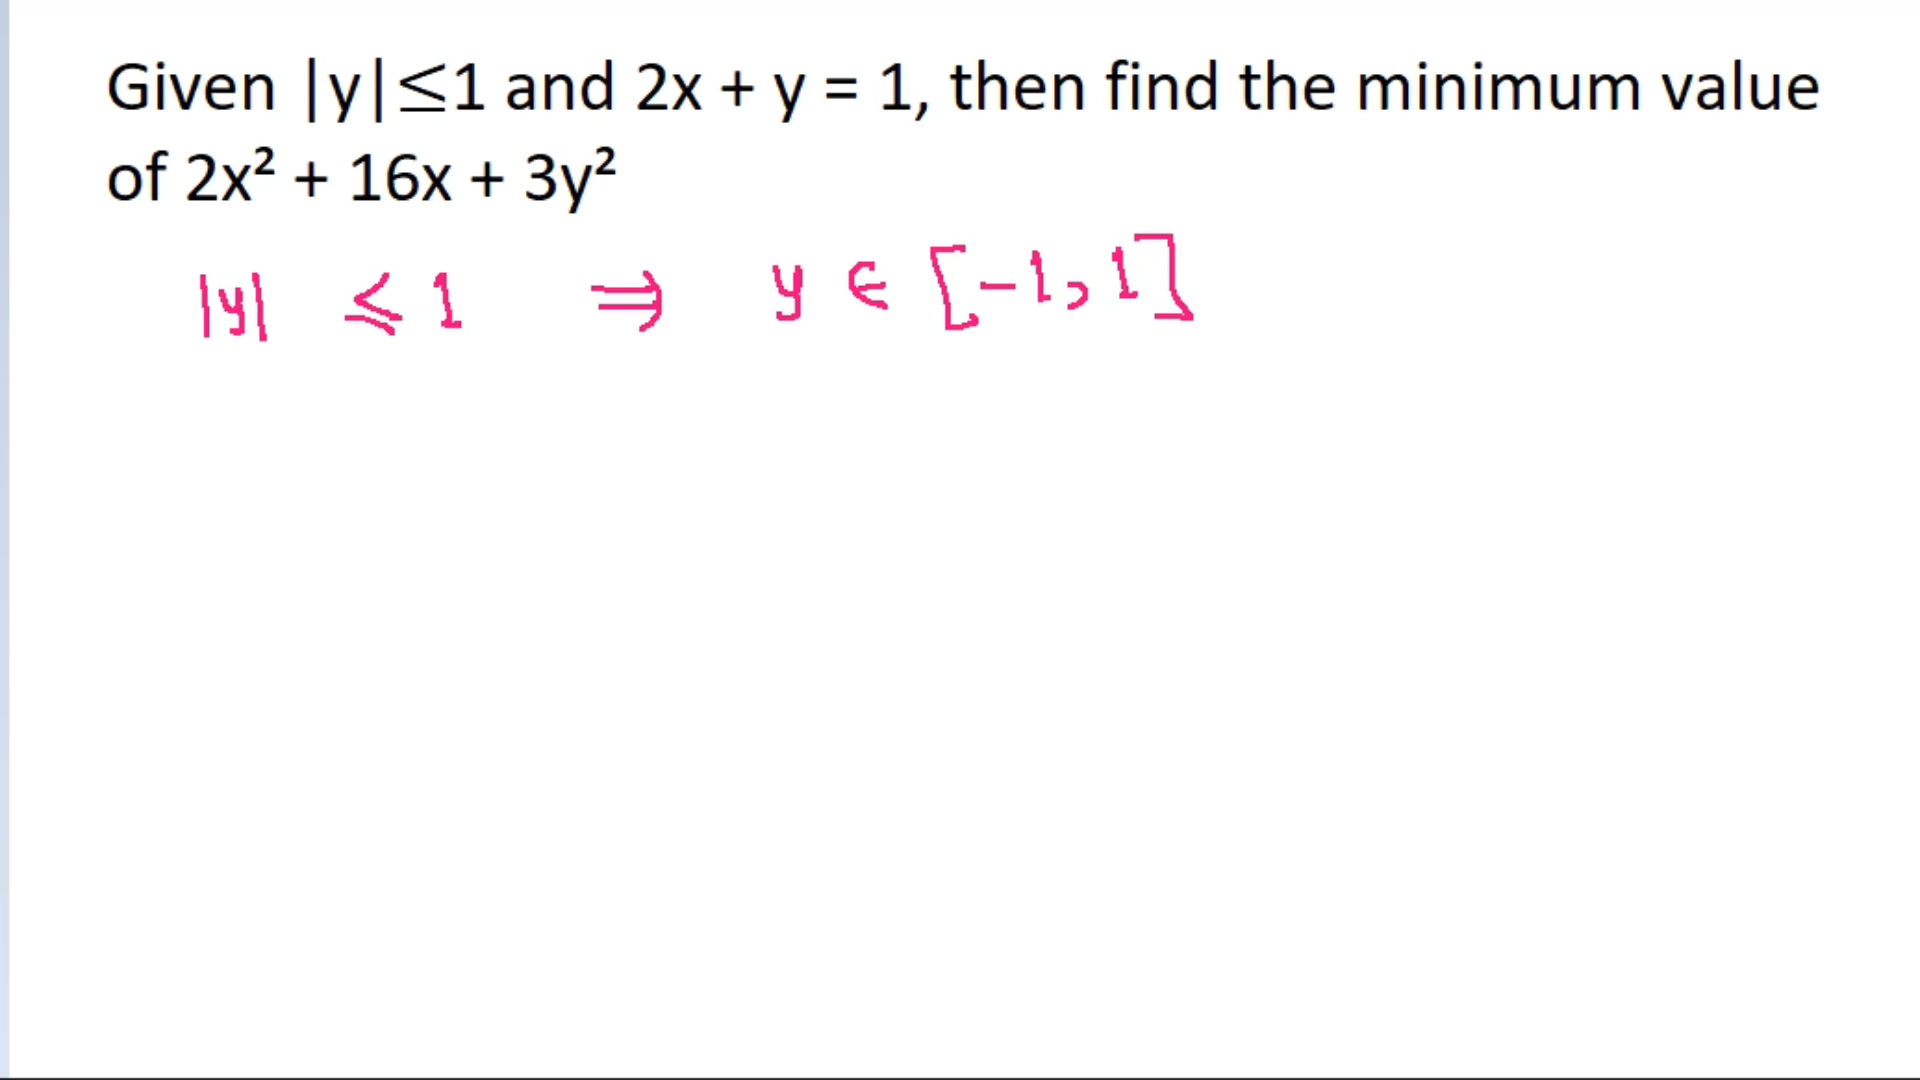 Given |y|≤1 and 2x + y = 1, then find the minimum value
of 2x² + 16x + 3y²
|y| ⩽ 1 ⇒ y ∈ [-1, 1]